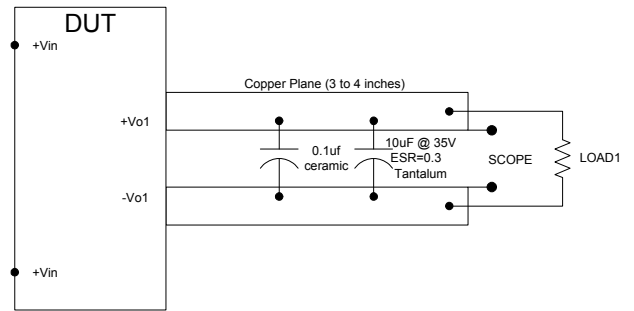 DUT
+Vin
Copper Plane (3 to 4 inches)
+Vo1
0.1uf
ceramic
10uF @ 35V
ESR=0.3
Tantalum
SCOPE
LOAD1
-Vo1
+Vin